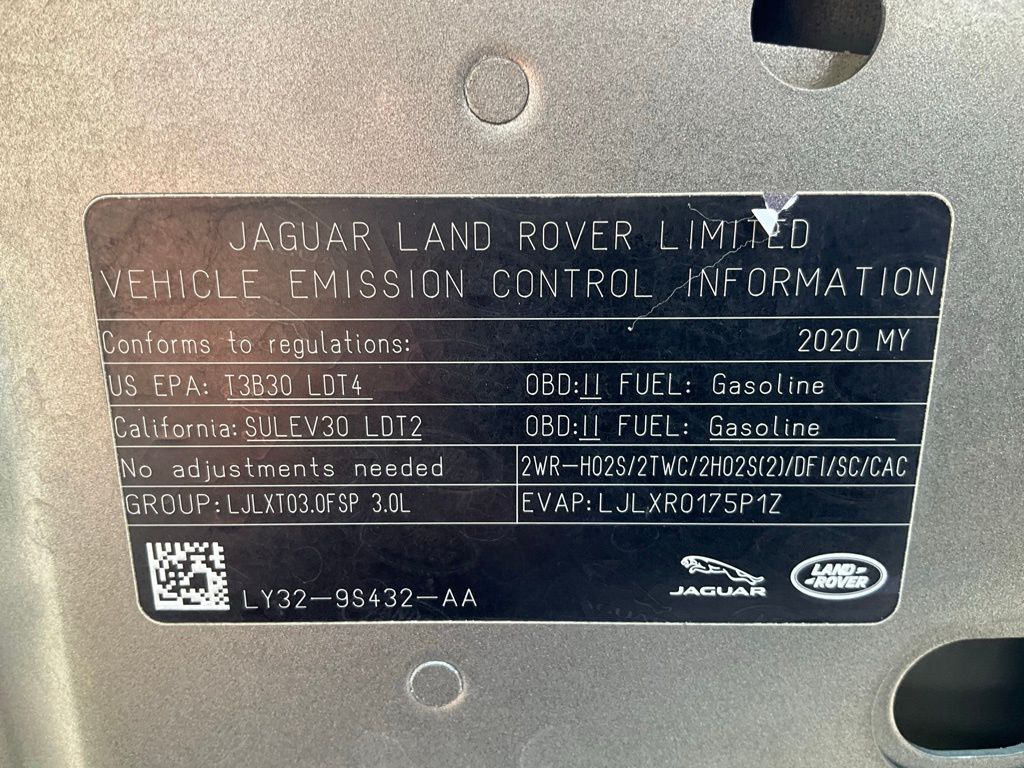 JAGUAR LAND ROVER LIMITED
VEHICLE EMISSION CONTROL INFORMATION
Conforms to regulations: 2020 MY
US EPA: T3B30 LDT4 OBD:II FUEL: Gasoline
California: SULEV30 LDT2 OBD:II FUEL: Gasoline
No adjustments needed 2WR-HO2S/2TWC/2HO2S(2)/DFI/SC/CAC
GROUP: LJLXT03.0FSP 3.0L EVAP:LJLXR0175P1Z
LY32-9S432-AA
JAGUAR
LAND-
-ROVER